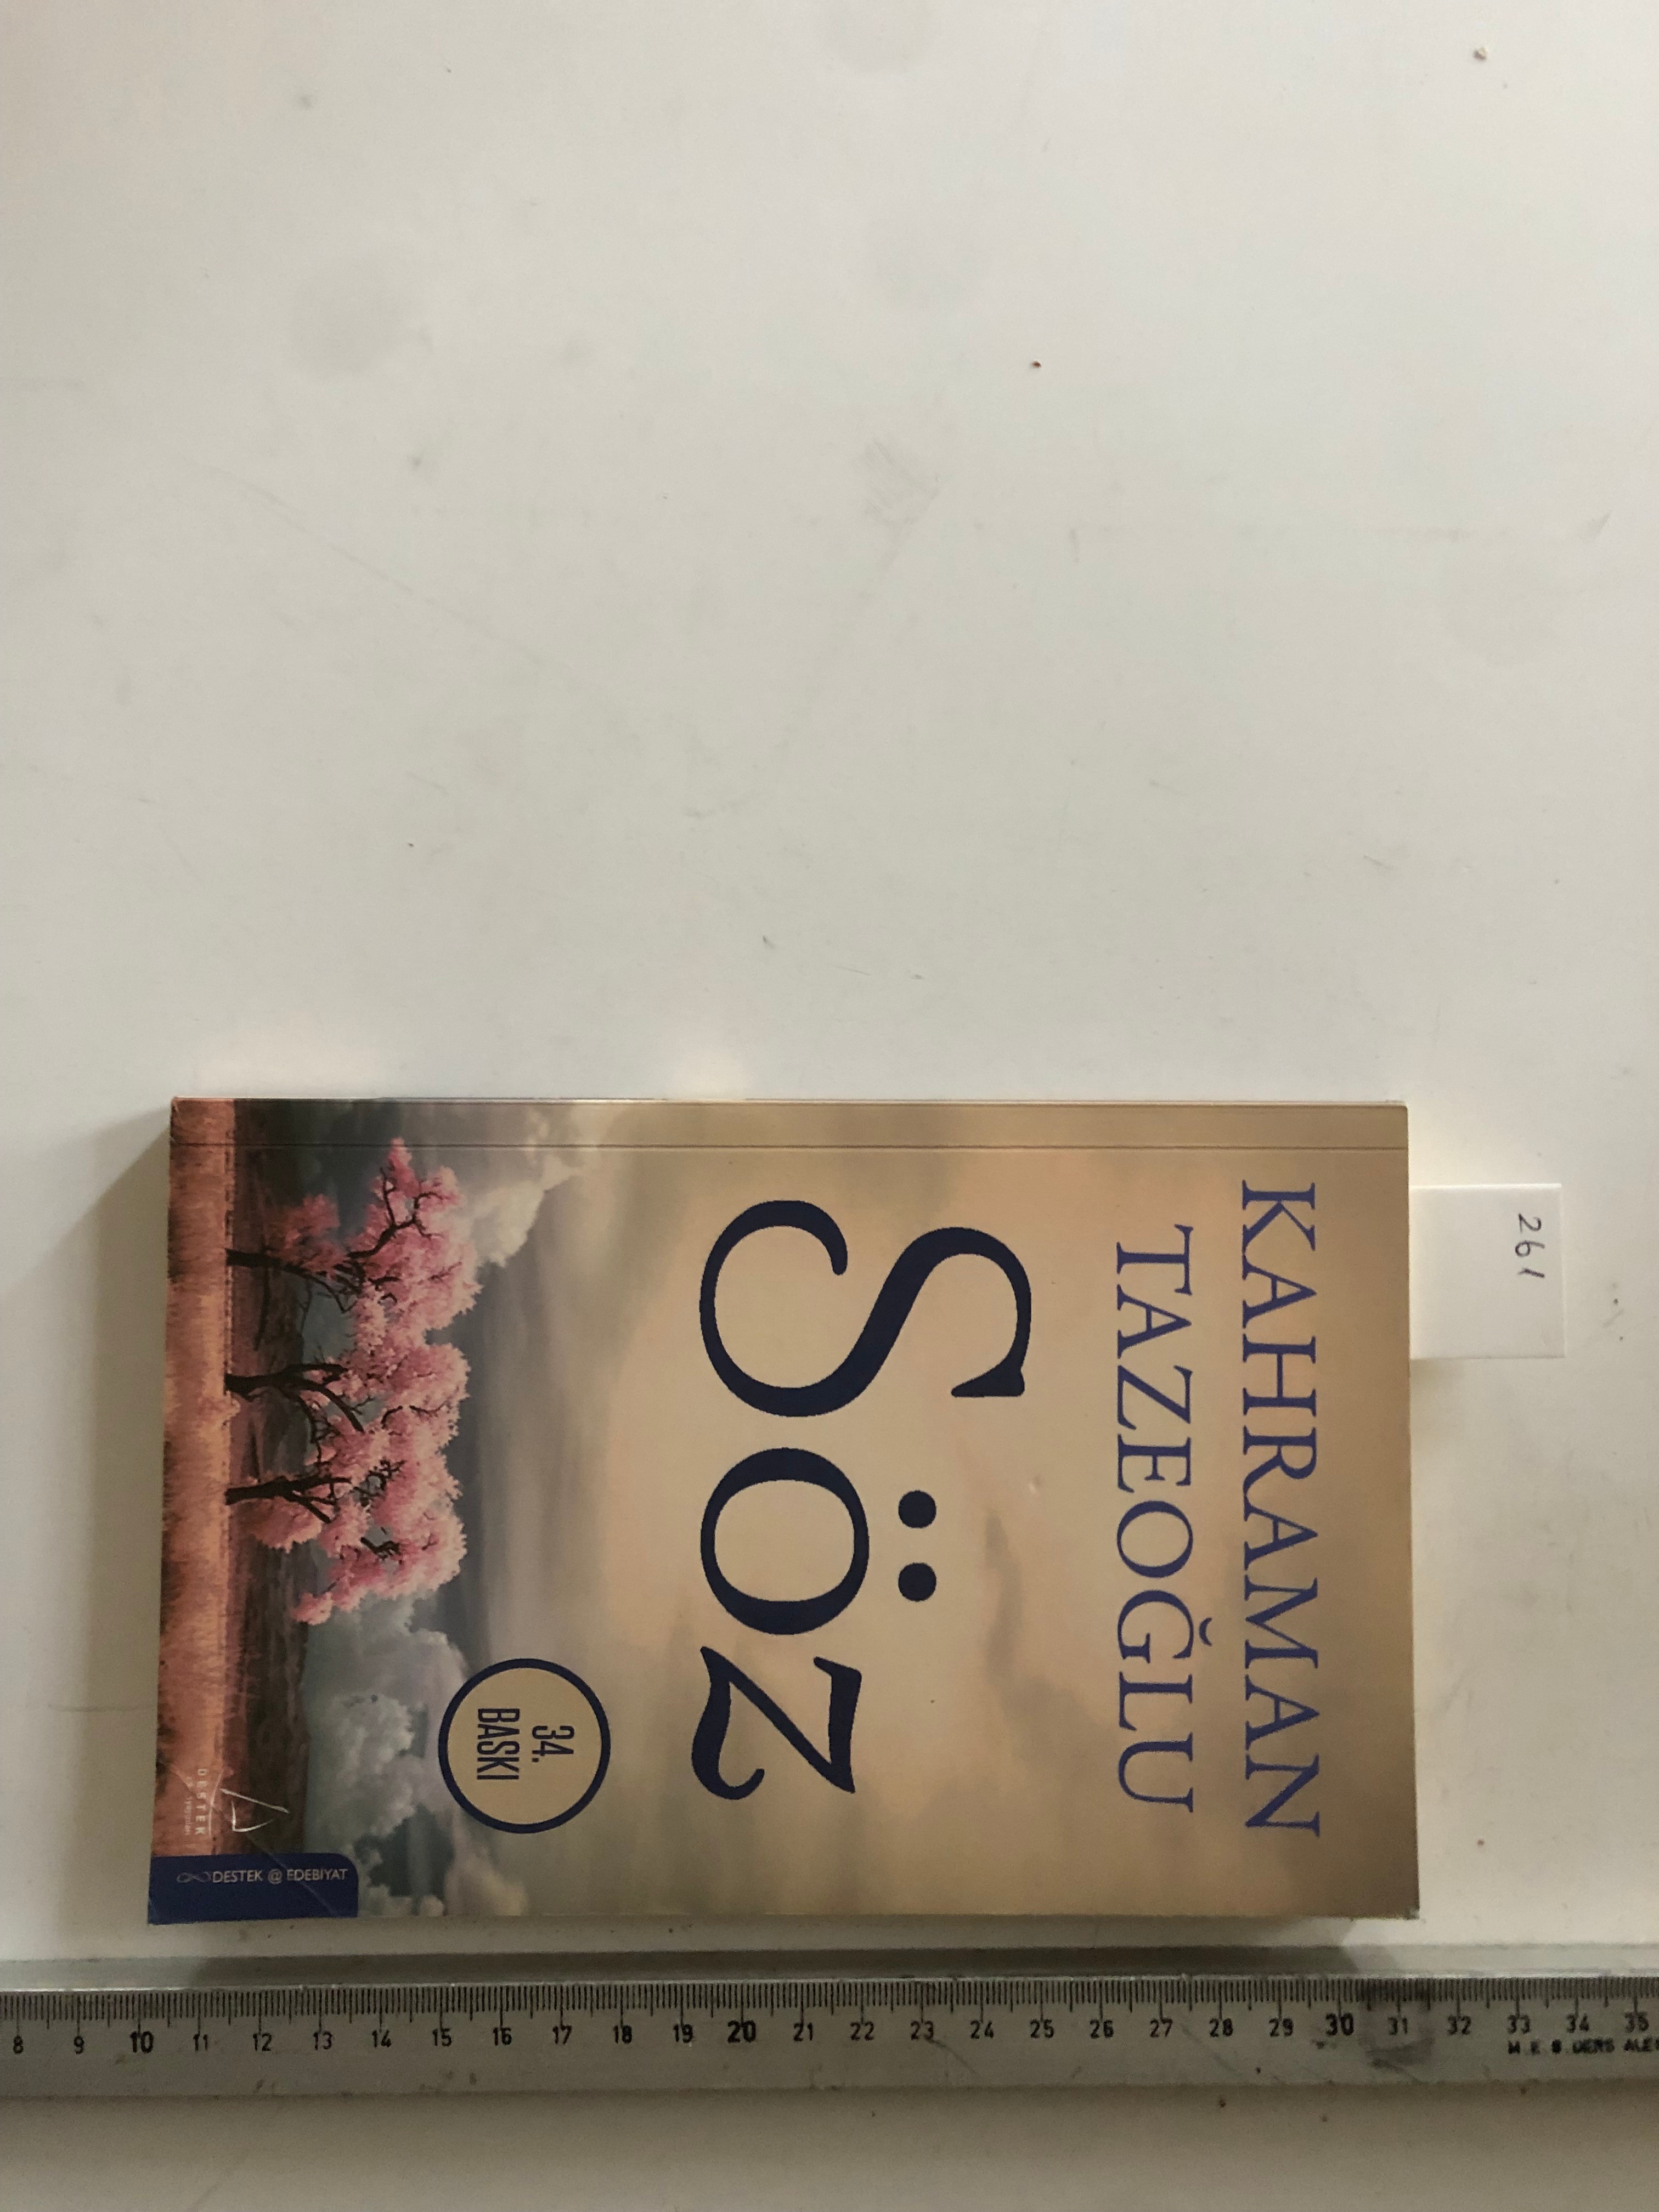 261
KAHRAMAN
TAZEOĞLU
Söz
34.
BASKI
DESTEK
DESTEK @ EDEBİYAT
8 9 10 11 12 13 14 15 16 17 18 19 20 21 22 23 24 25 26 27 28 29 30 31 32 33 34 35